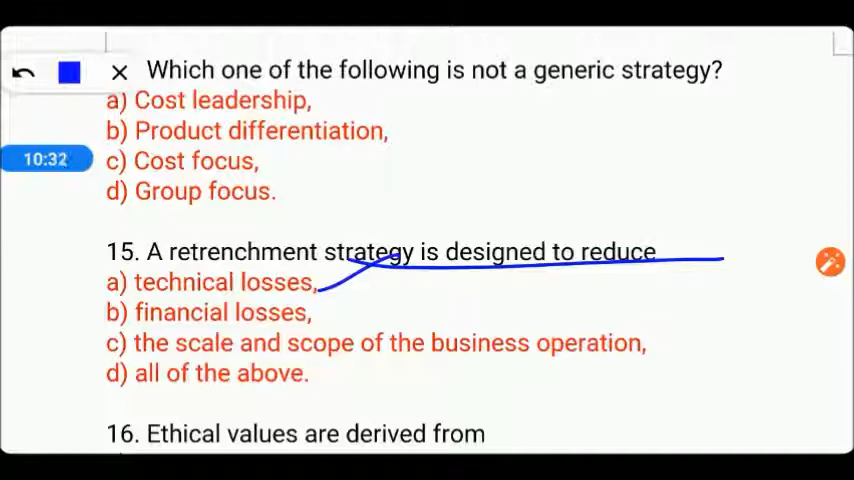 Which one of the following is not a generic strategy?
a) Cost leadership,
b) Product differentiation,
10:32
c) Cost focus,
d) Group focus.
15. A retrenchment strategy is designed to reduce
a) technical losses,
b) financial losses,
c) the scale and scope of the business operation,
d) all of the above.
16. Ethical values are derived from